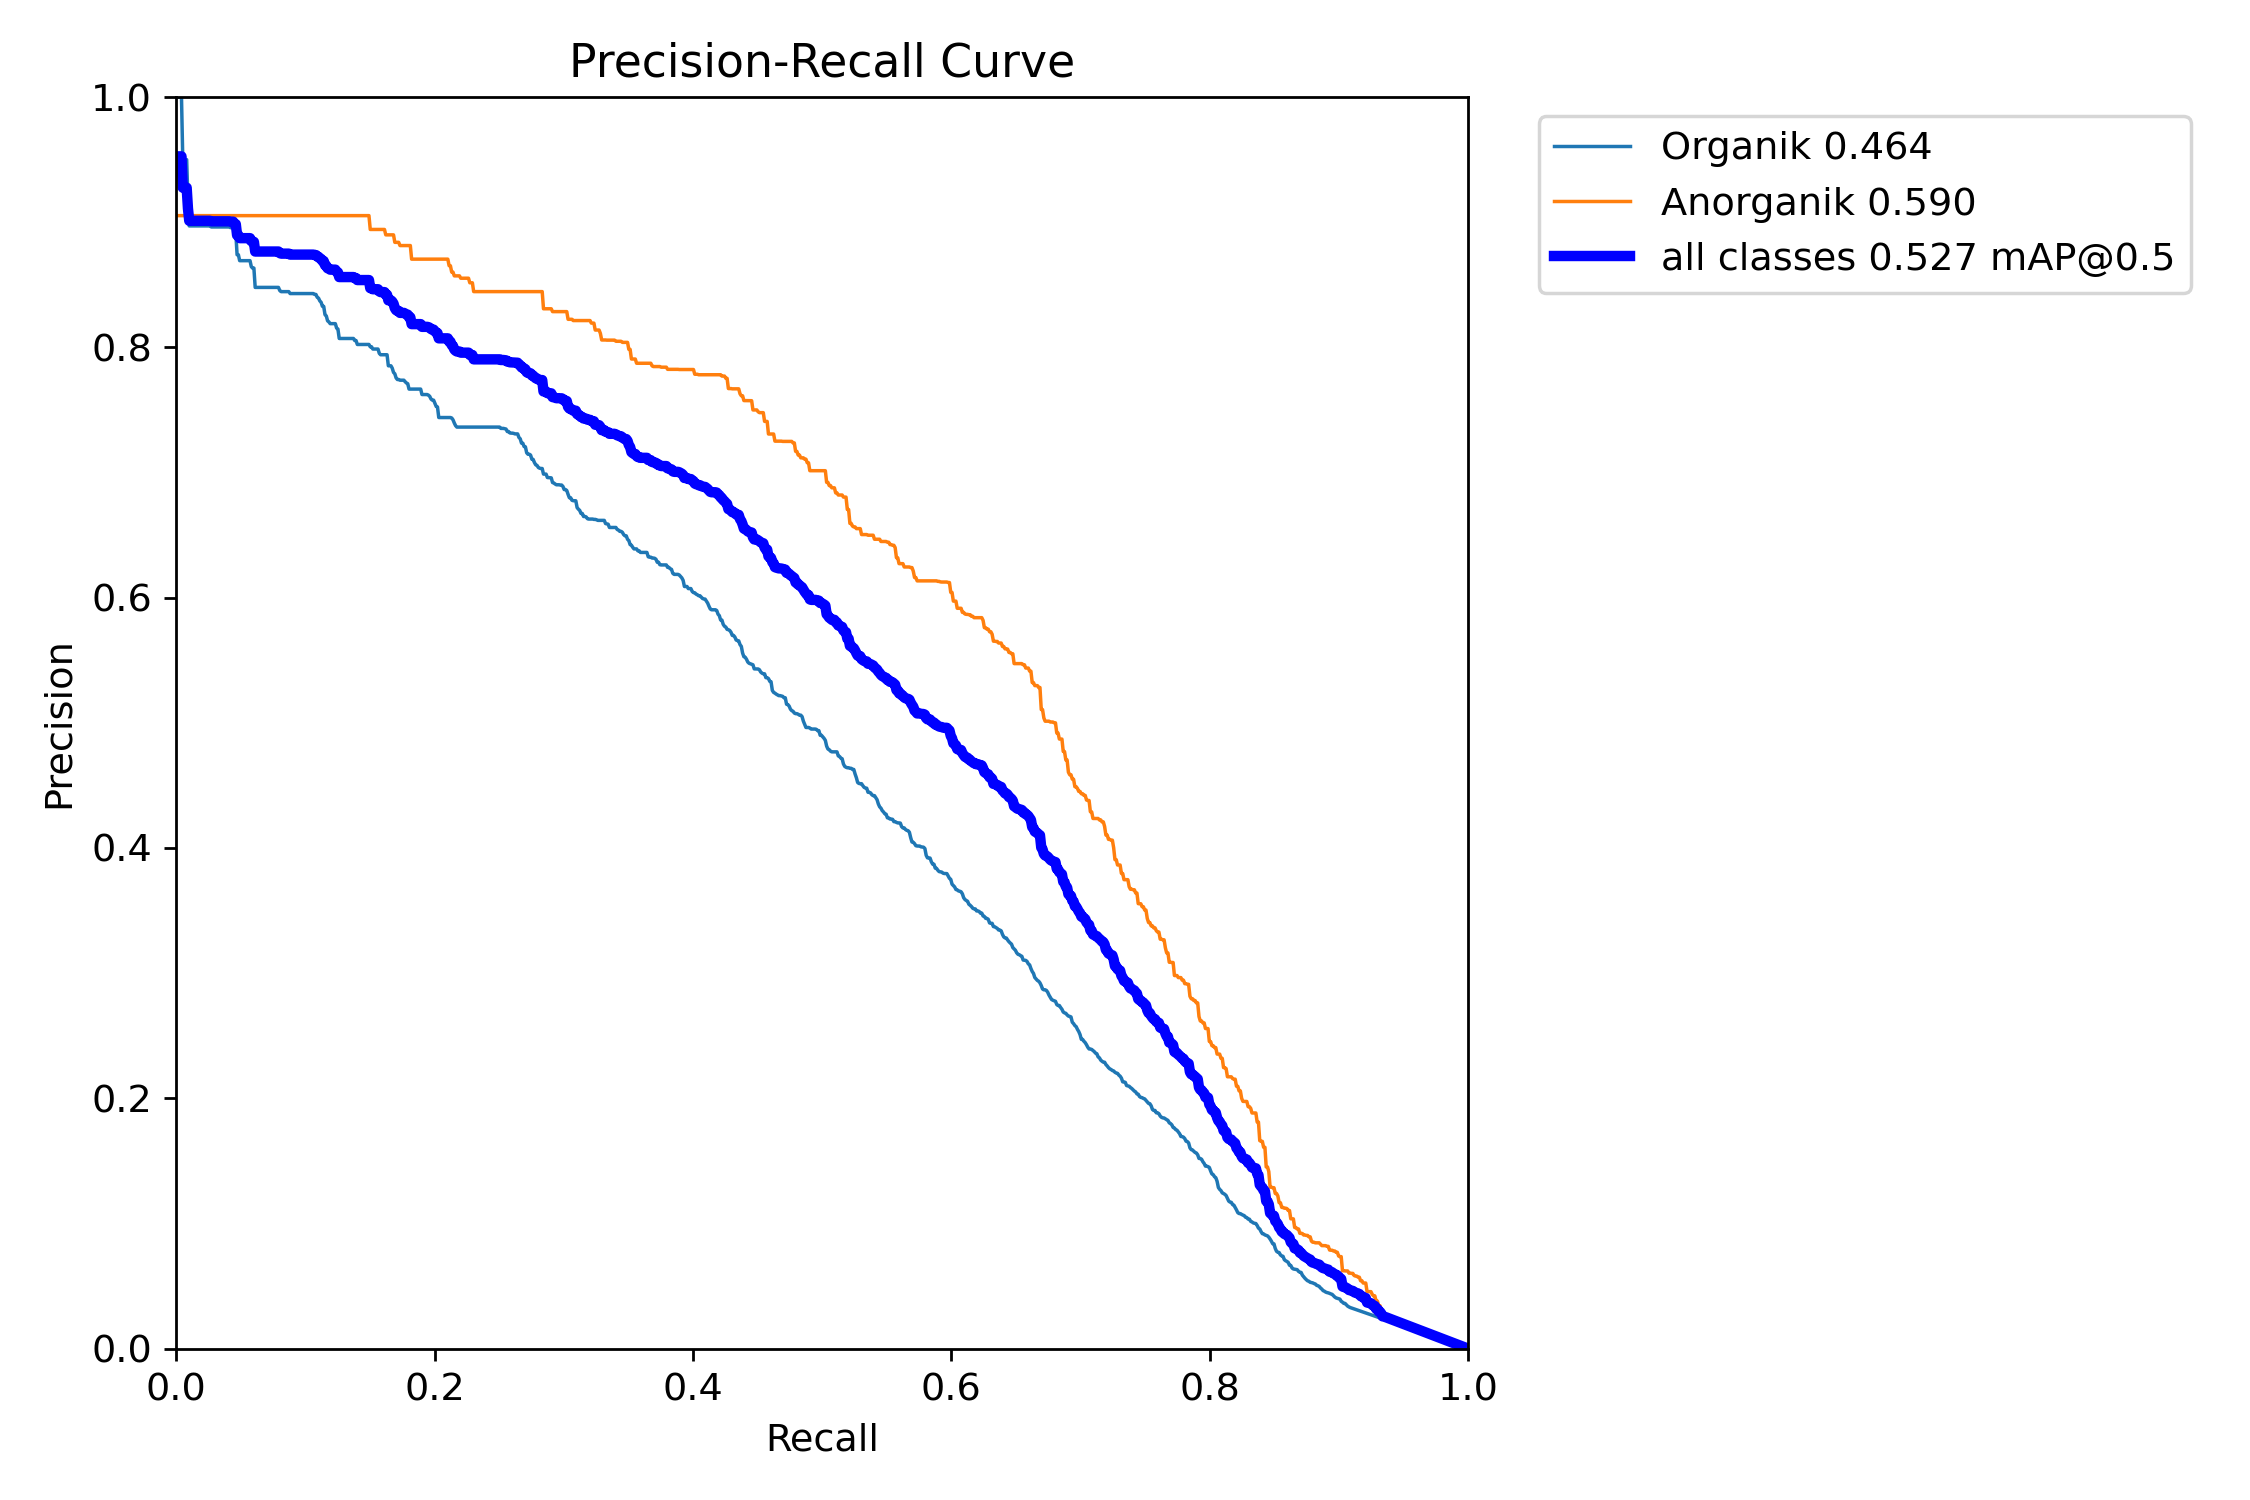 Precision-Recall Curve
Organik 0.464
Anorganik 0.590
all classes 0.527 mAP@0.5
Precision
1.0
0.8
0.6
0.4
0.2
0.0
0.0 0.2 0.4 0.6 0.8 1.0
Recall